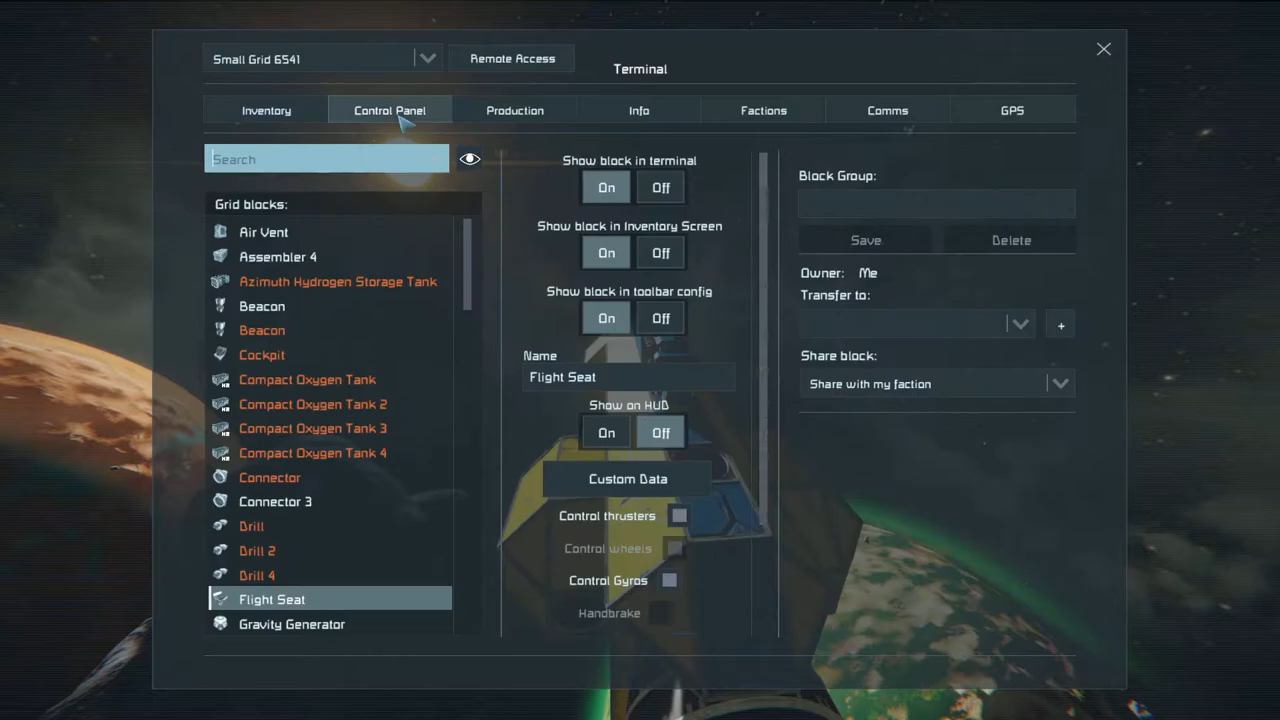 Small Grid 6541
Remote Access
Terminal
Inventory
Control Panel
Production
Info
Factions
Comms
GPS
Search
Grid blocks:
Air Vent
Assembler 4
Azimuth Hydrogen Storage Tank
Beacon
Beacon
Cockpit
Compact Oxygen Tank
Compact Oxygen Tank 2
Compact Oxygen Tank 3
Compact Oxygen Tank 4
Connector
Connector 3
Drill
Drill 2
Drill 4
Flight Seat
Gravity Generator
Show block in terminal
On Off
Show block in Inventory Screen
On Off
Show block in toolbar config
On Off
Name
Flight Seat
Show on HUD
On Off
Custom Data
Control thrusters
Control wheels
Control Gyros
Handbrake
Block Group:
Save
Delete
Owner: Me
Transfer to:
+
Share block:
Share with my faction